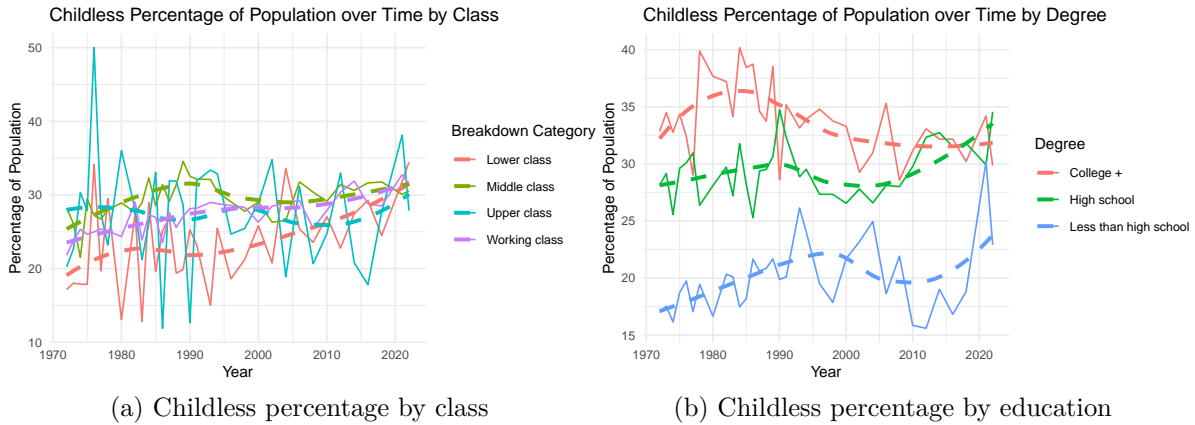 Childless Percentage of Population over Time by Class
Percentage of Population
50
40
30
20
10
1970
1980
1990
2000
2010
2020
Year
Breakdown Category
Lower class
Middle class
Upper class
Working class
(a) Childless percentage by class
Childless Percentage of Population over Time by Degree
Percentage of Population
40
35
30
25
20
15
1970
1980
1990
2000
2010
2020
Year
Degree
College +
High school
Less than high school
(b) Childless percentage by education